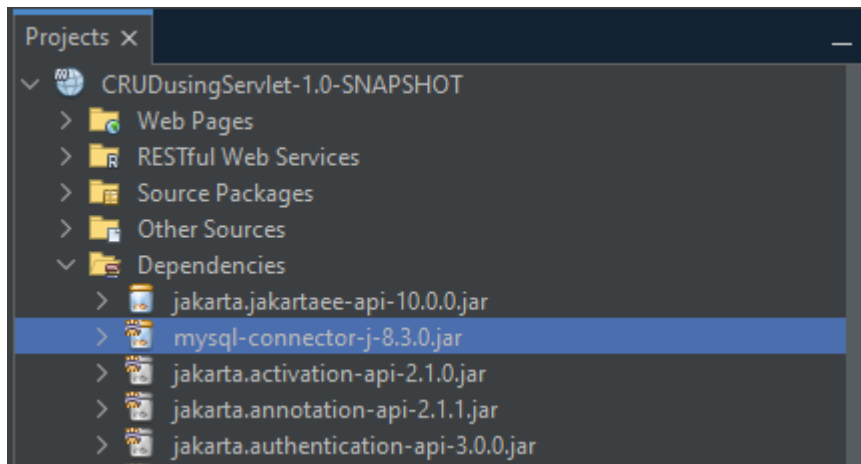 Projects
CRUDusingServlet-1.0-SNAPSHOT
Web Pages
RESTful Web Services
Source Packages
Other Sources
Dependencies
jakarta.jakartaee-api-10.0.0.jar
mysql-connector-j-8.3.0.jar
jakarta.activation-api-2.1.0.jar
jakarta.annotation-api-2.1.1.jar
jakarta.authentication-api-3.0.0.jar